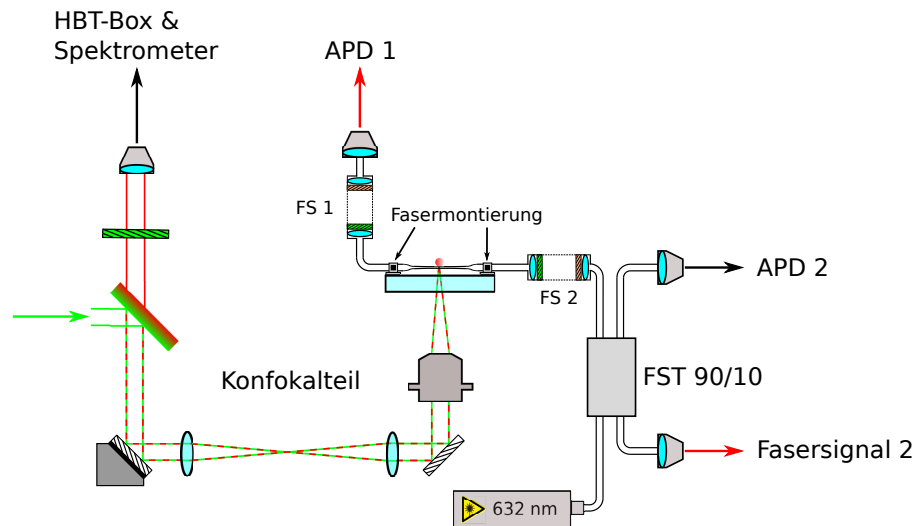 HBT-Box &
Spektrometer
APD 1
FS 1
Fasermontierung
FS 2
APD 2
Konfokalteil
FST 90/10
Fasersignal 2
632 nm